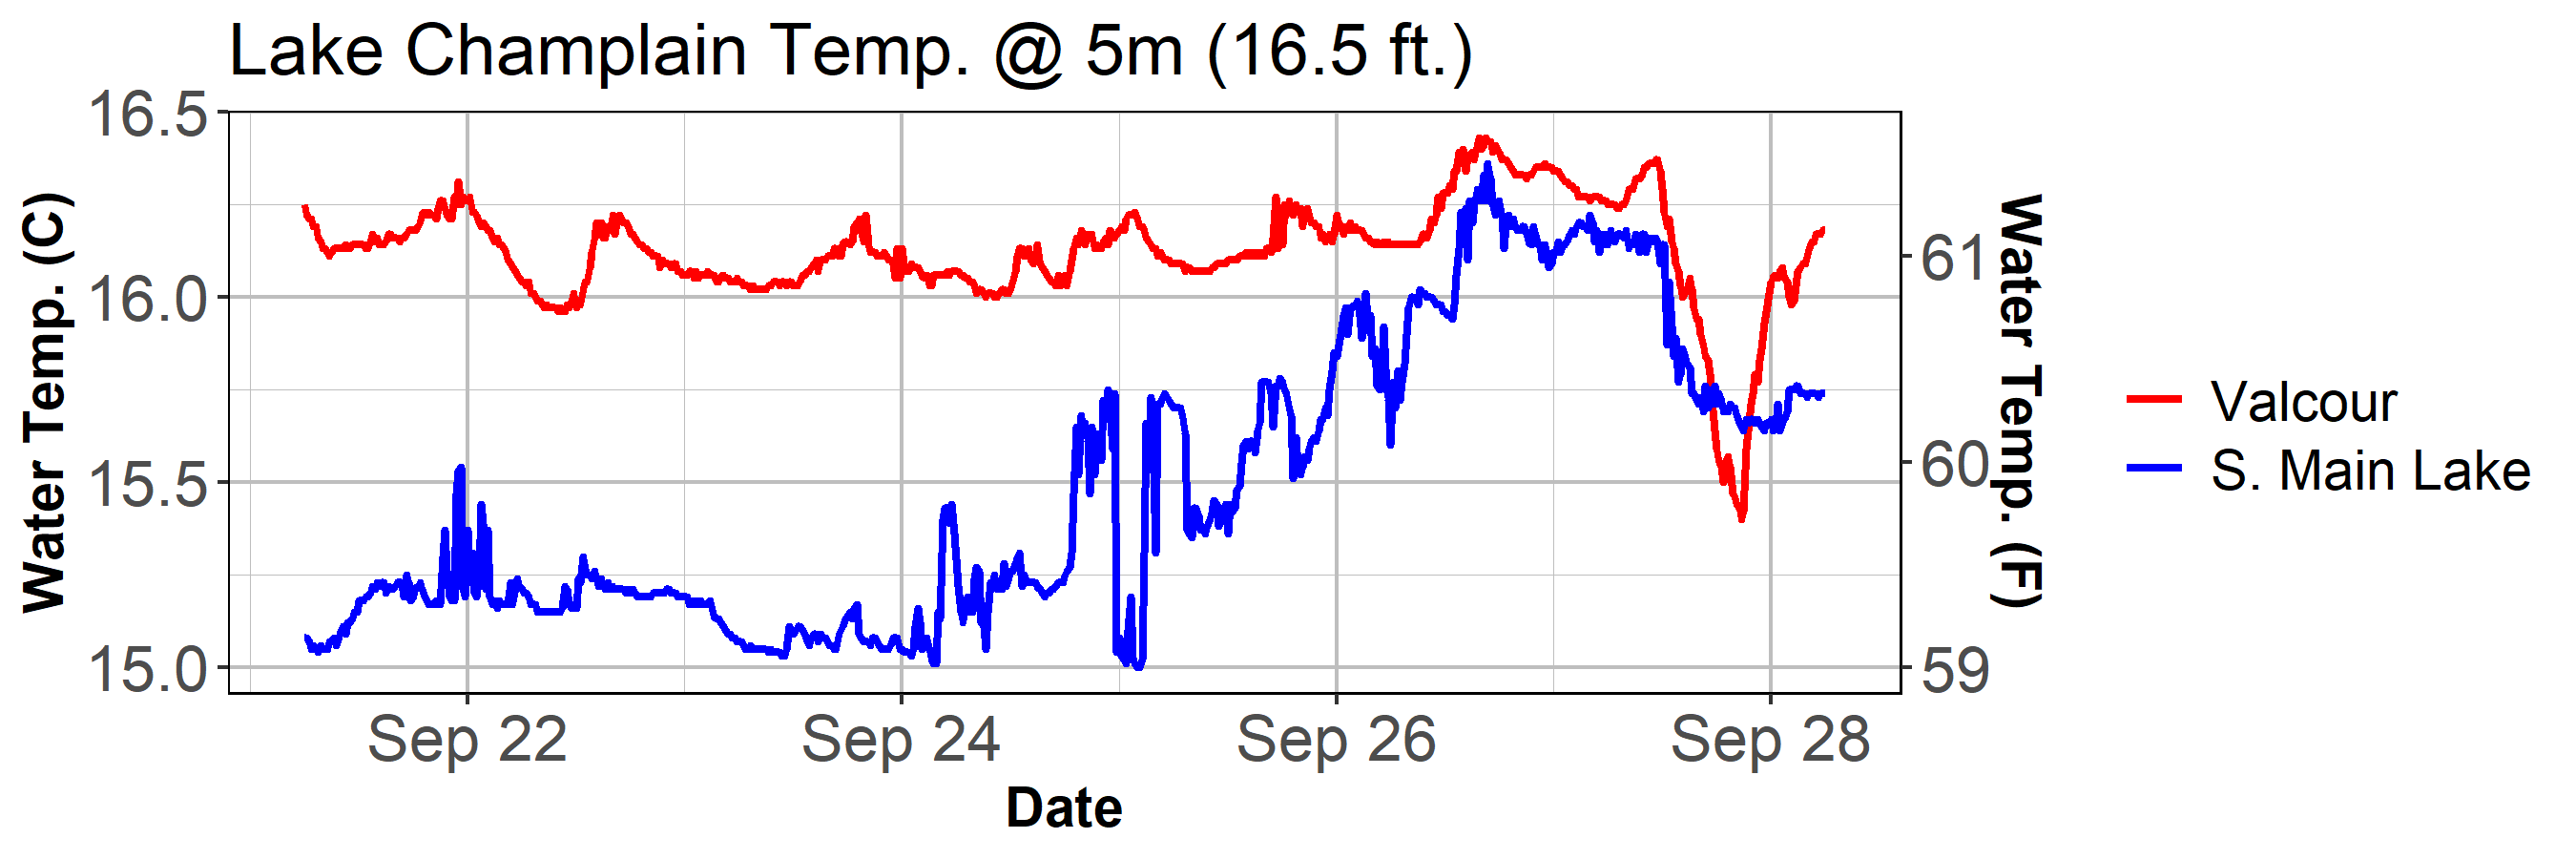 Lake Champlain Temp. @ 5m (16.5 ft.)
Water Temp. (C)
16.5
16.0
15.5
15.0
61
60
59
Water Temp. (F)
Valcour
S. Main Lake
Sep 22
Sep 24
Sep 26
Sep 28
Date